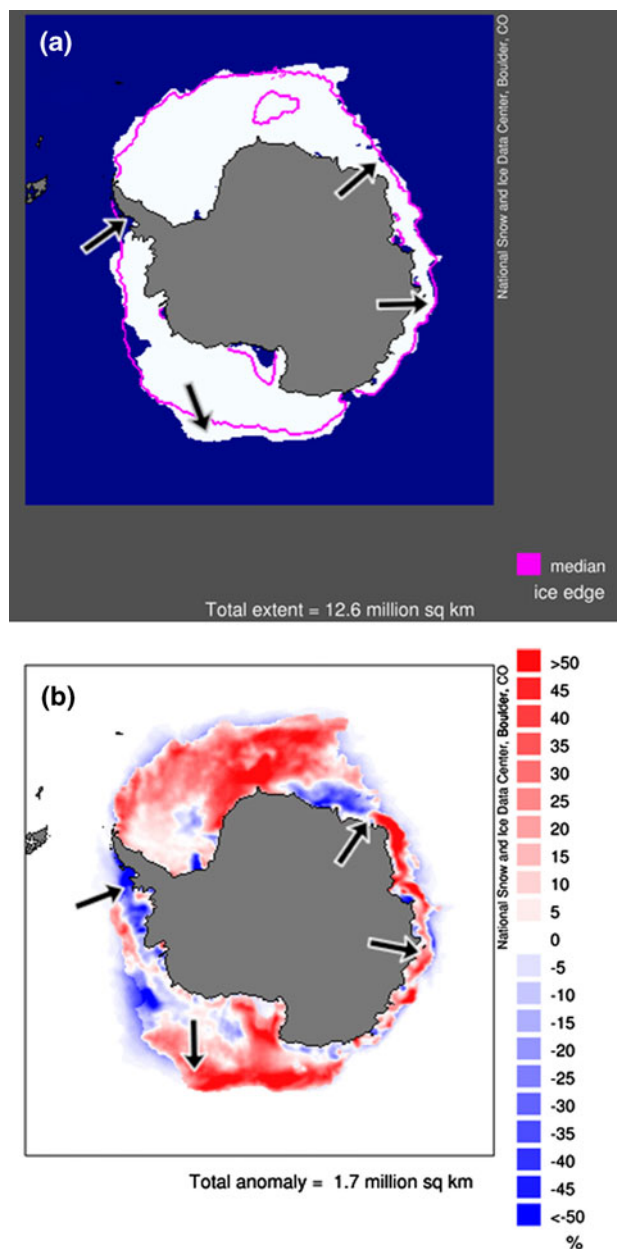 (a)
National Snow and Ice Data Center, Boulder, CO
median
ice edge
Total extent = 12.6 million sq km
(b)
National Snow and Ice Data Center, Boulder, CO
>50
45
40
35
30
25
20
15
10
5
0
-5
-10
-15
-20
-25
-30
-35
-40
-45
<-50
%
Total anomaly = 1.7 million sq km